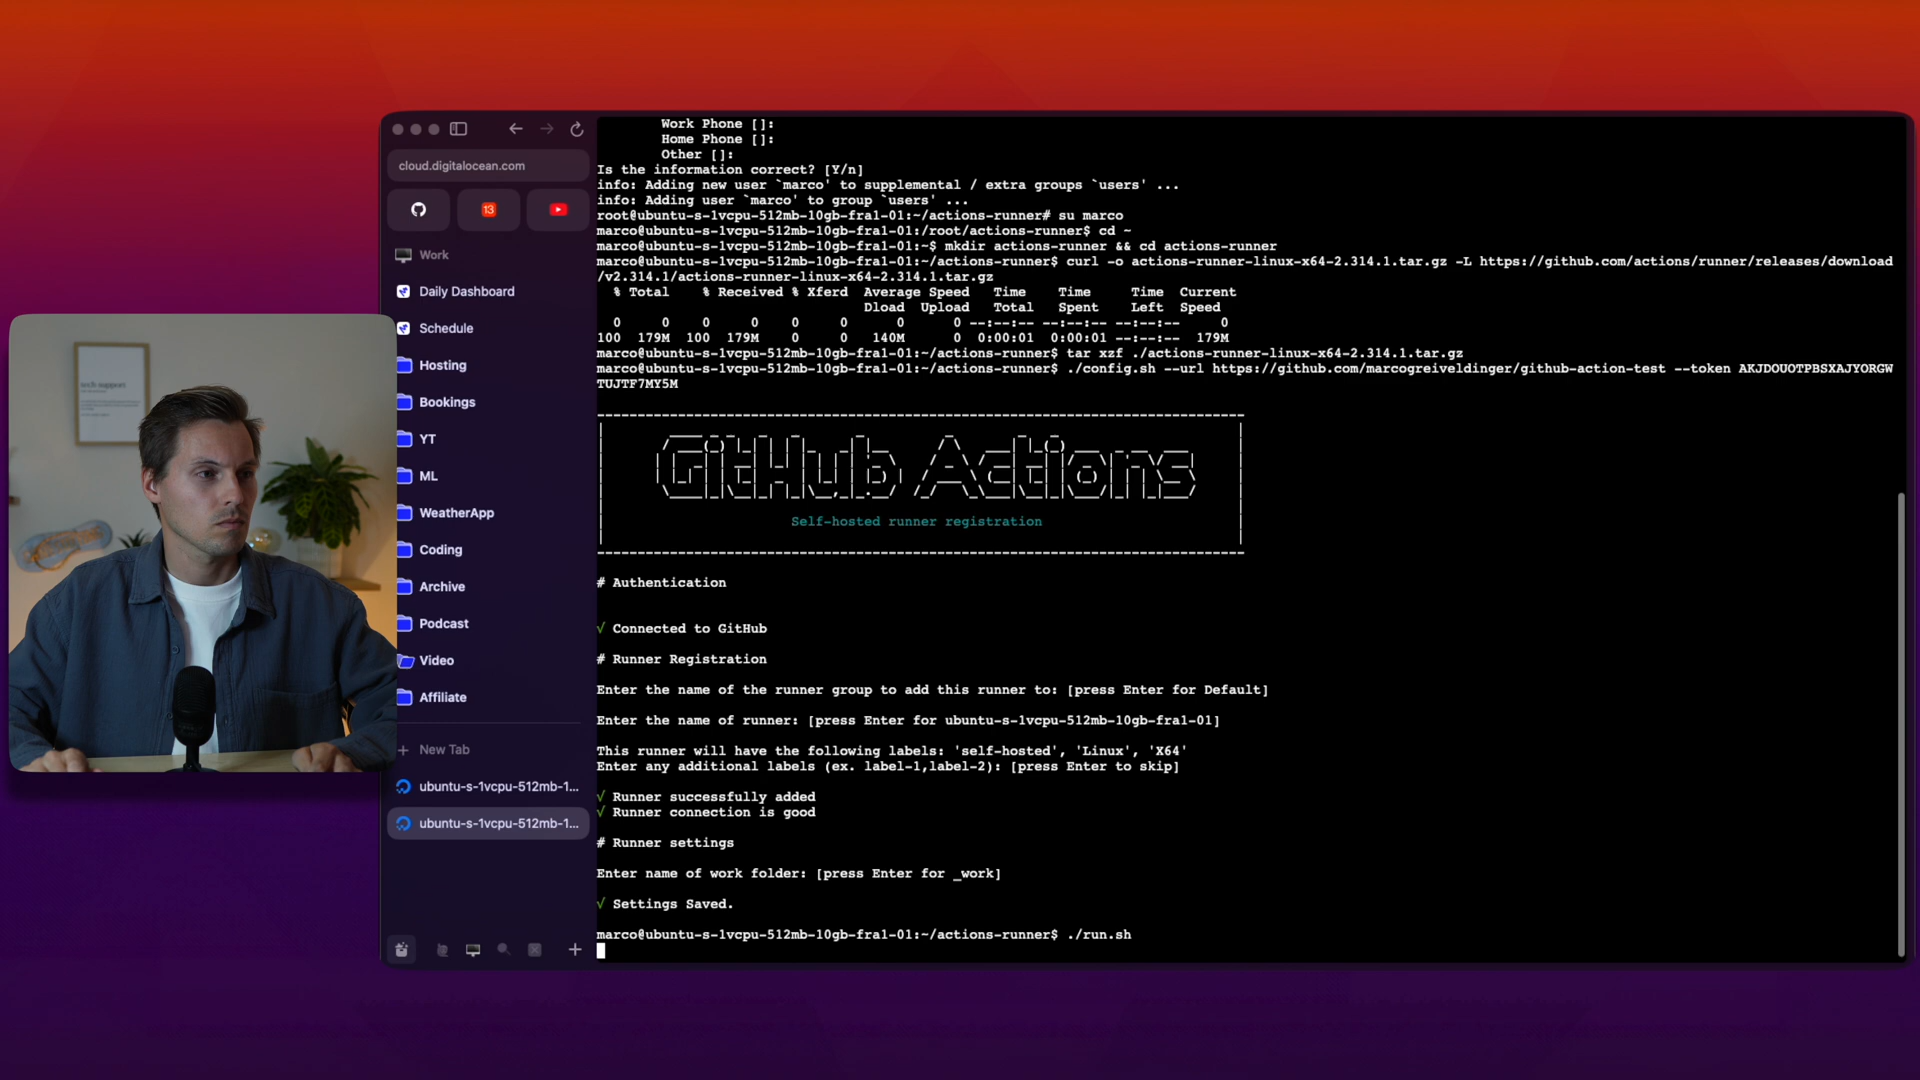 cloud.digitalocean.com
13
Work
Daily Dashboard
Schedule
Hosting
Bookings
YT
ML
WeatherApp
Coding
Archive
Podcast
Video
Affiliate
+ New Tab
ubuntu-s-1vcpu-512mb-1...
ubuntu-s-1vcpu-512mb-1...
Work Phone []:
Home Phone []:
Other []:
Is the information correct? [Y/n]
info: Adding new user `marco' to supplemental / extra groups `users' ...
info: Adding user `marco' to group `users' ...
root@ubuntu-s-1vcpu-512mb-10gb-fra1-01:~/actions-runner# su marco
marco@ubuntu-s-1vcpu-512mb-10gb-fra1-01:/root/actions-runner$ cd ~
marco@ubuntu-s-1vcpu-512mb-10gb-fra1-01:~$ mkdir actions-runner && cd actions-runner
marco@ubuntu-s-1vcpu-512mb-10gb-fra1-01:~/actions-runner$ curl -o actions-runner-linux-x64-2.314.1.tar.gz -L https://github.com/actions/runner/releases/download
/v2.314.1/actions-runner-linux-x64-2.314.1.tar.gz
% Total % Received % Xferd Average Speed Time Time Time Current
Dload Upload Total Spent Left Speed
0 0 0 0 0 0 0 0 --:--:-- --:--:-- --:--:-- 0
100 179M 100 179M 0 0 140M 0 0:00:01 0:00:01 --:--:-- 179M
marco@ubuntu-s-1vcpu-512mb-10gb-fra1-01:~/actions-runner$ tar xzf ./actions-runner-linux-x64-2.314.1.tar.gz
marco@ubuntu-s-1vcpu-512mb-10gb-fra1-01:~/actions-runner$ ./config.sh --url https://github.com/marcogreiveldinger/github-action-test --token AKJDOUOTPBSXAJYORGW
TUJTF7MY5M
GitHub Actions
Self-hosted runner registration
# Authentication
√ Connected to GitHub
# Runner Registration
Enter the name of the runner group to add this runner to: [press Enter for Default]
Enter the name of runner: [press Enter for ubuntu-s-1vcpu-512mb-10gb-fra1-01]
This runner will have the following labels: 'self-hosted', 'Linux', 'X64'
Enter any additional labels (ex. label-1,label-2): [press Enter to skip]
√ Runner successfully added
√ Runner connection is good
# Runner settings
Enter name of work folder: [press Enter for _work]
√ Settings Saved.
marco@ubuntu-s-1vcpu-512mb-10gb-fra1-01:~/actions-runner$ ./run.sh